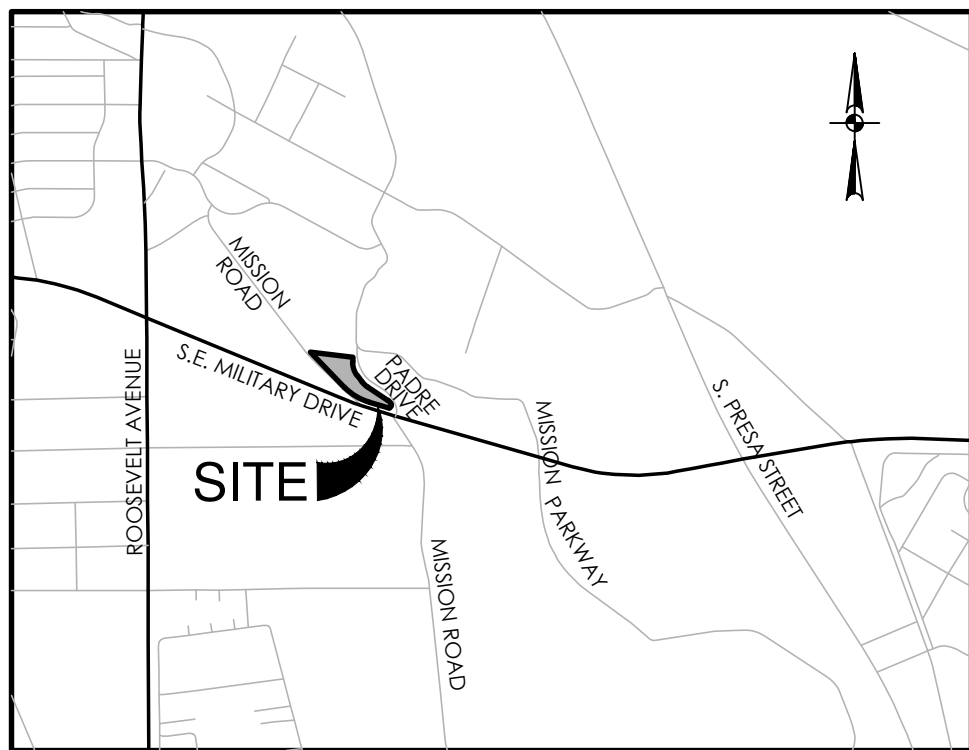 MISSION
ROAD
S.E. MILITARY DRIVE
PADRE
DRIVE
ROOSEVELT AVENUE
SITE
MISSION PARKWAY
S. PRESA STREET
MISSION ROAD